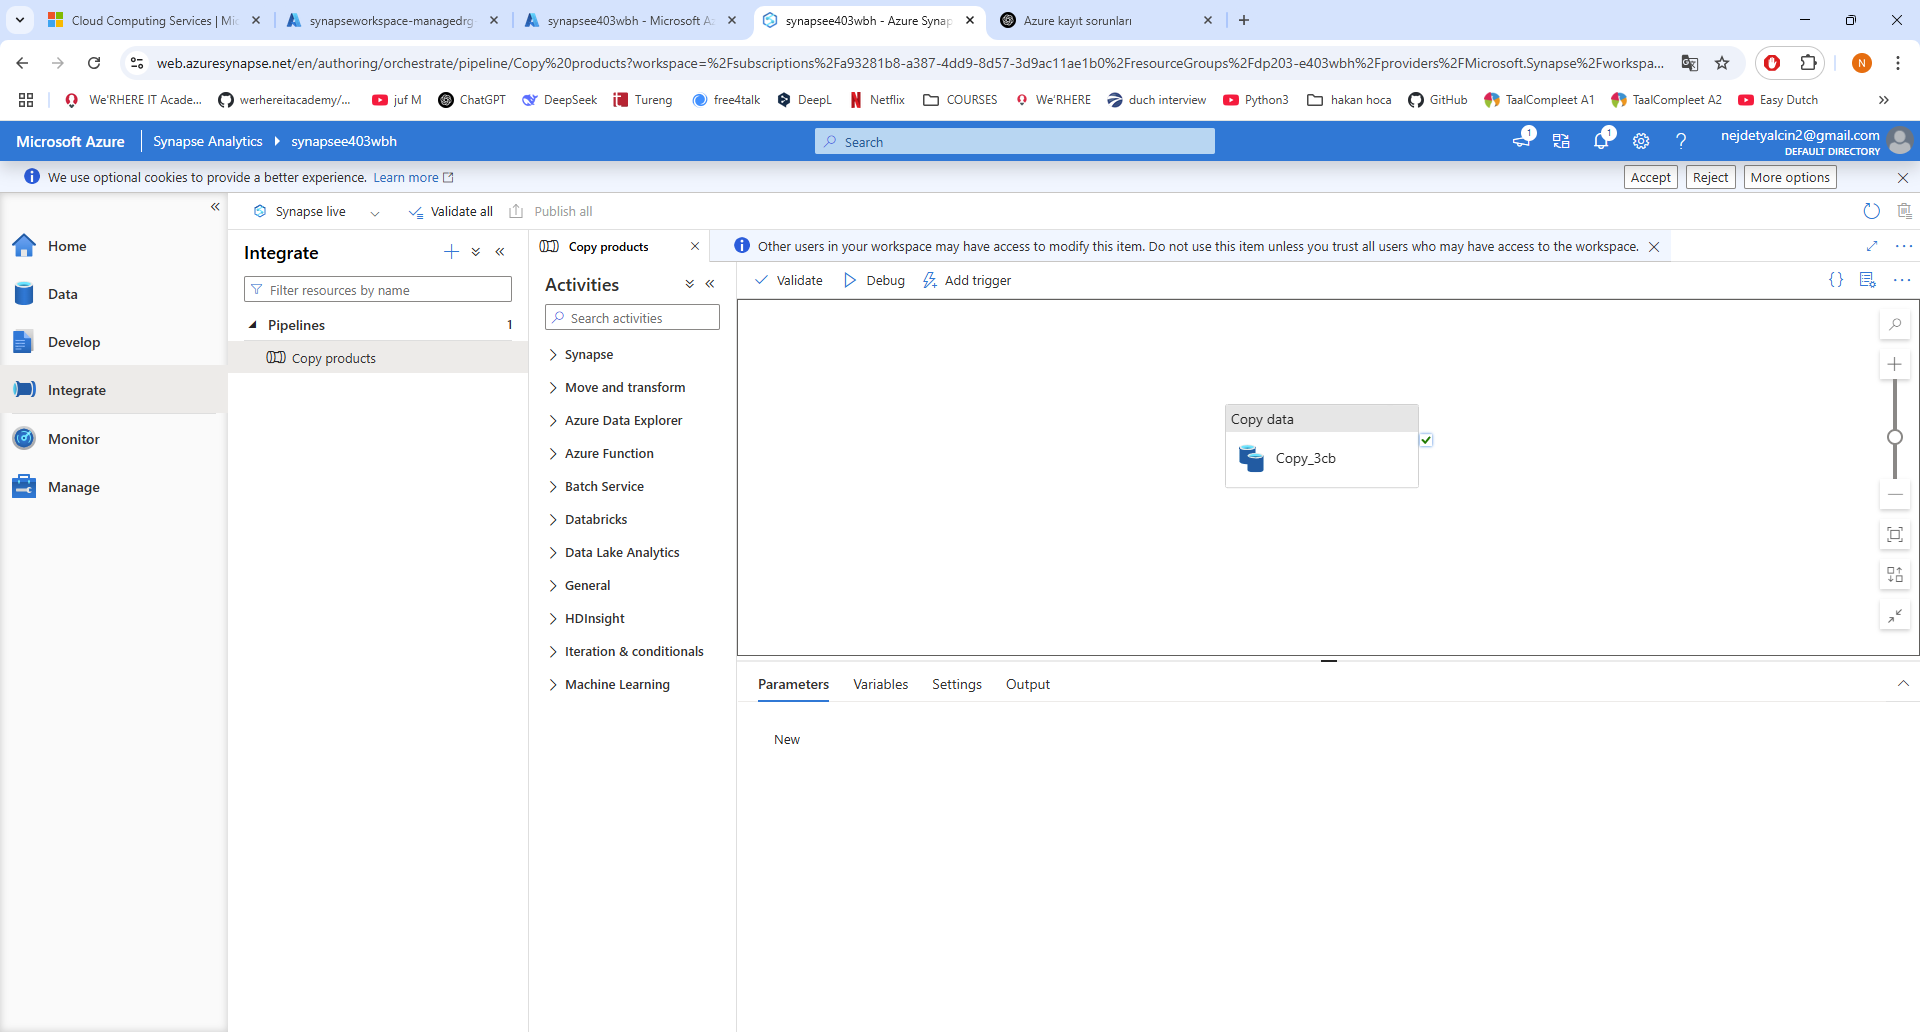 Cloud Computing Services | Mic
synapseworkspace-managedrg-
synapsee403wbh - Microsoft Az
synapsee403wbh - Azure Synap
Azure kayıt sorunları
web.azuresynapse.net/en/authoring/orchestrate/pipeline/Copy%20products?workspace=%2Fsubscriptions%2Fa93281b8-a387-4dd9-8d57-3d9ac11ae1b0%2FresourceGroups%2Fdp203-e403wbh%2Fproviders%2FMicrosoft.Synapse%2Fworkspa...
N
We'RHERE IT Acade...
werhereitacademy/...
juf M
ChatGPT
DeepSeek
Tureng
free4talk
DeepL
Netflix
COURSES
We'RHERE
duch interview
Python3
hakan hoca
GitHub
TaalCompleet A1
TaalCompleet A2
Easy Dutch
Microsoft Azure
Synapse Analytics
synapsee403wbh
Search
1
1
nejdetyalcin2@gmail.com
DEFAULT DIRECTORY
We use optional cookies to provide a better experience. Learn more
Accept
Reject
More options
Synapse live
Validate all
Publish all
Home
Data
Develop
Integrate
Monitor
Manage
Integrate
Filter resources by name
Pipelines 1
Copy products
Copy products
Other users in your workspace may have access to modify this item. Do not use this item unless you trust all users who may have access to the workspace.
Activities
Search activities
Synapse
Move and transform
Azure Data Explorer
Azure Function
Batch Service
Databricks
Data Lake Analytics
General
HDInsight
Iteration & conditionals
Machine Learning
Validate
Debug
Add trigger
{}
Copy data
Copy_3cb
Parameters
Variables
Settings
Output
New